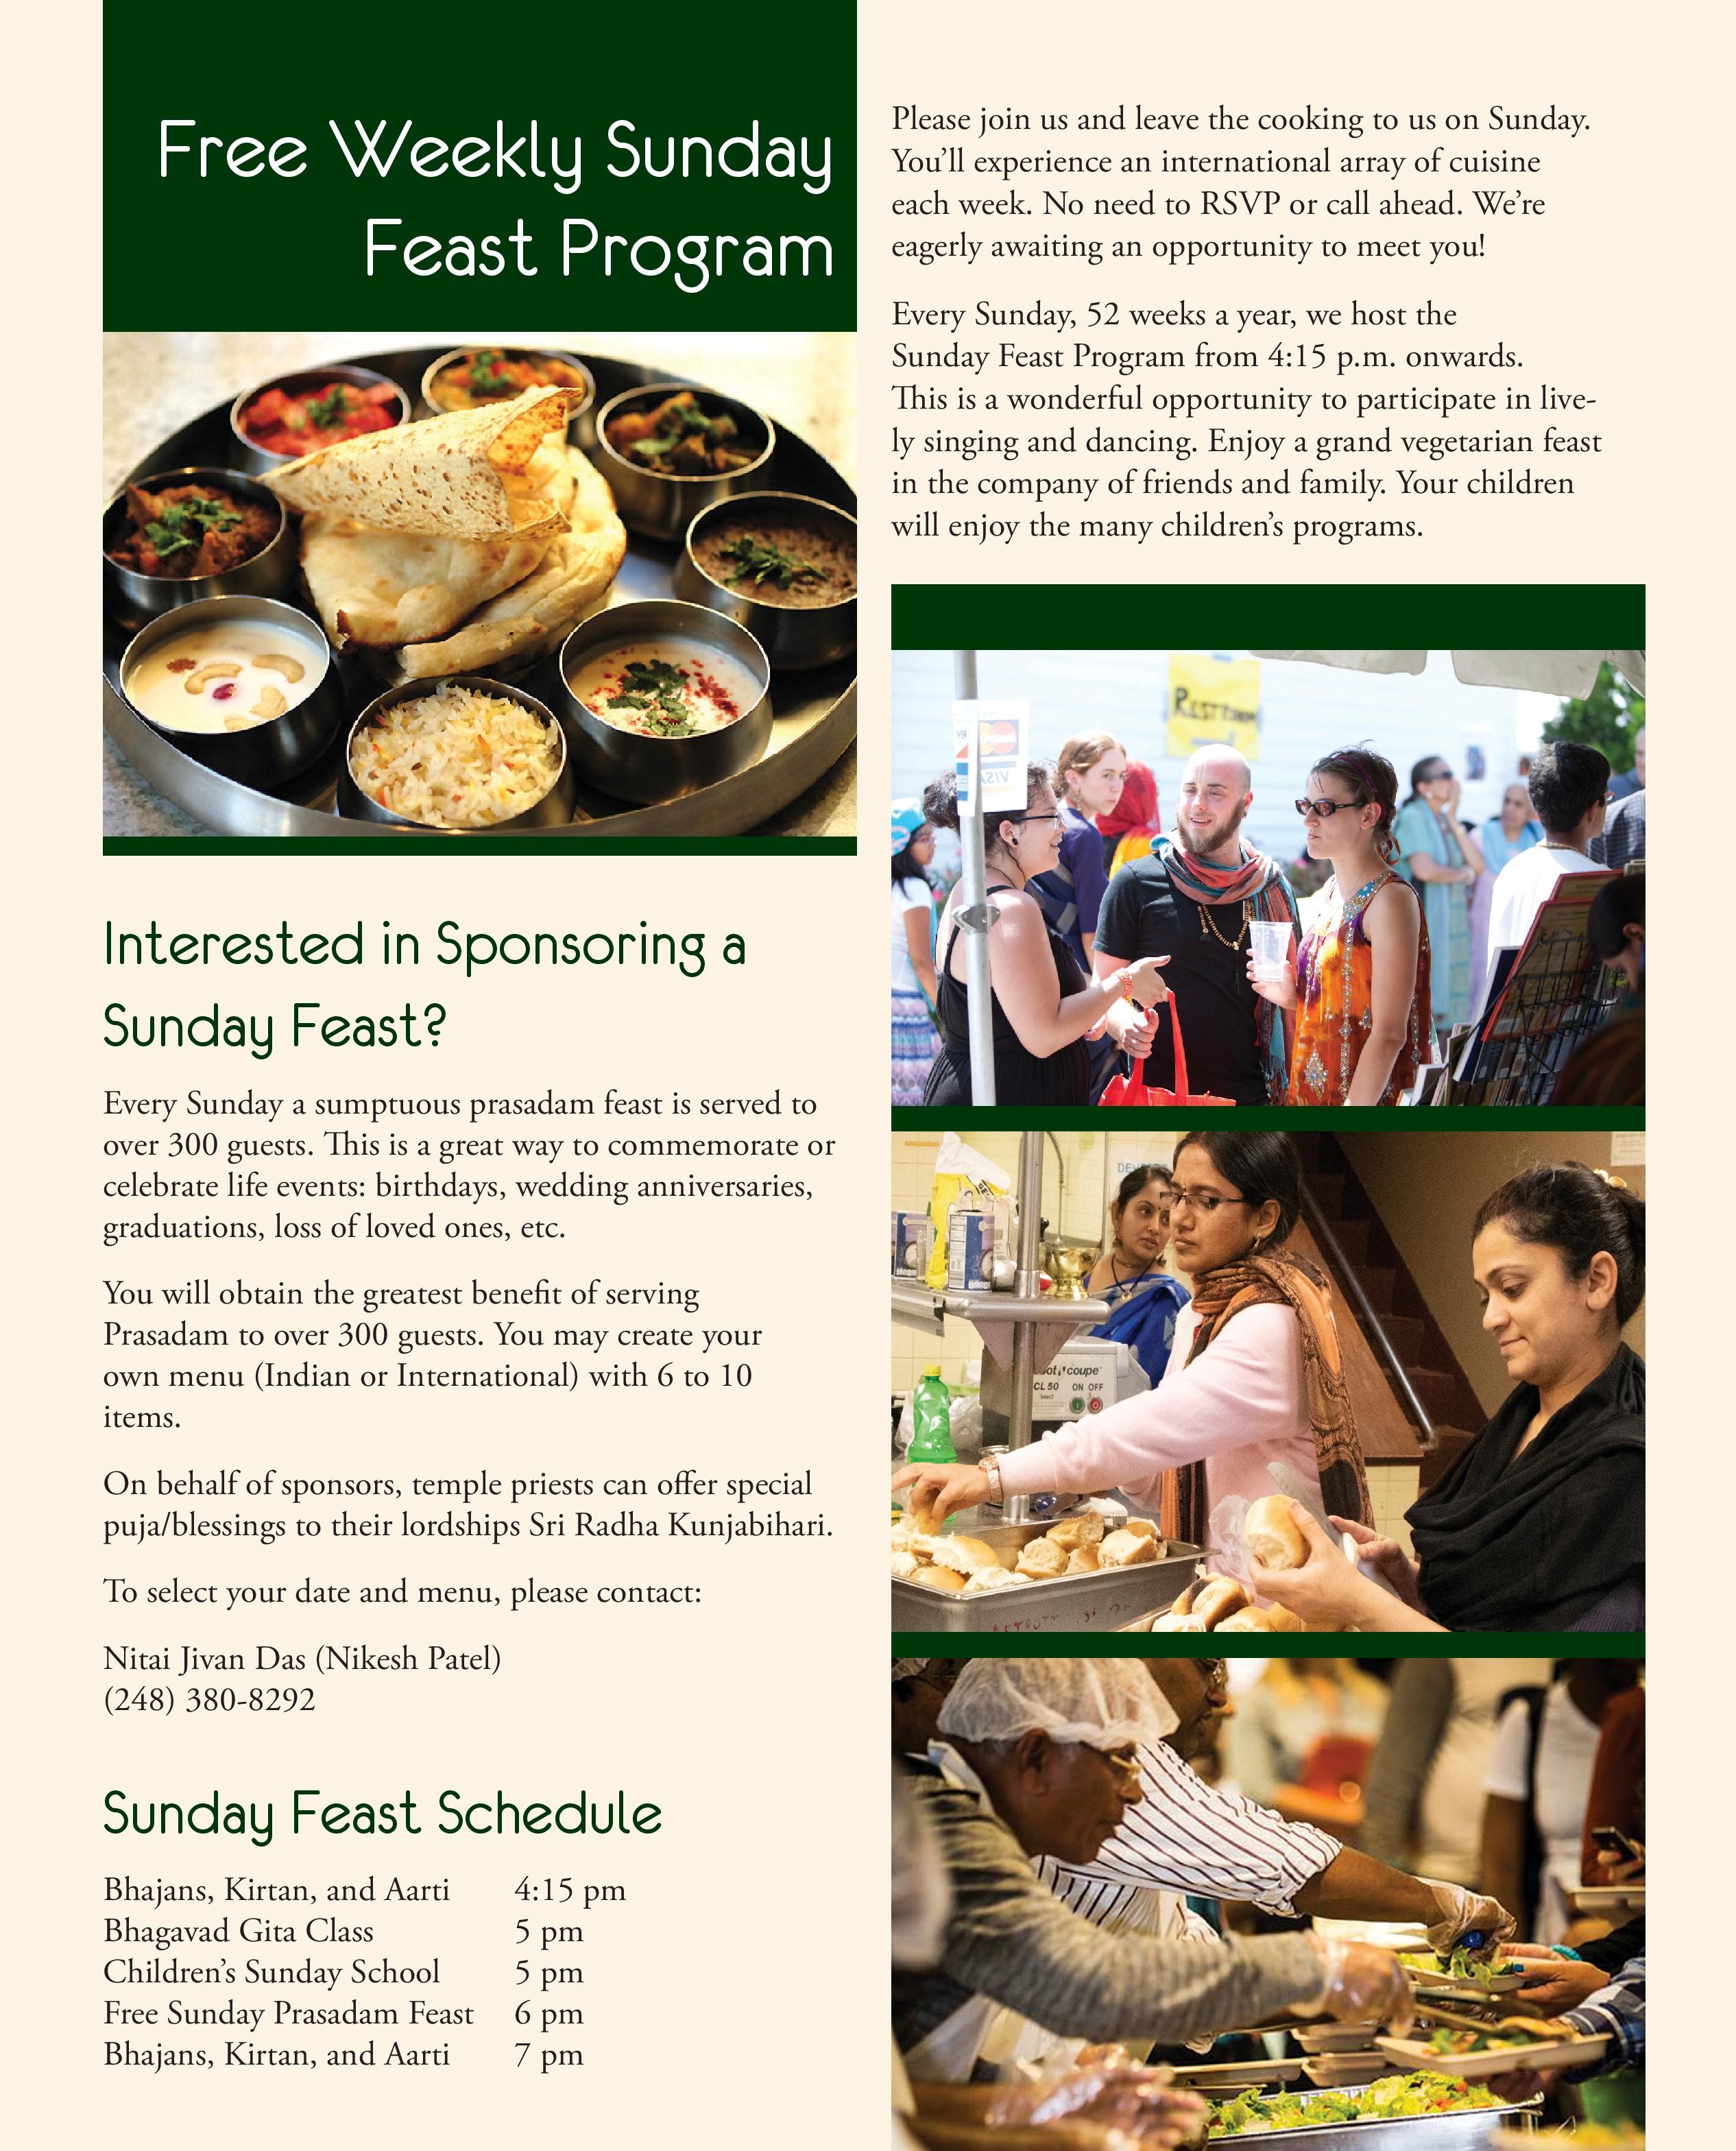 Free Weekly Sunday
Feast Program
Please join us and leave the cooking to us on Sunday.
You’ll experience an international array of cuisine
each week. No need to RSVP or call ahead. We’re
eagerly awaiting an opportunity to meet you!
Every Sunday, 52 weeks a year, we host the
Sunday Feast Program from 4:15 p.m. onwards.
This is a wonderful opportunity to participate in live-
ly singing and dancing. Enjoy a grand vegetarian feast
in the company of friends and family. Your children
will enjoy the many children’s programs.
Interested in Sponsoring a
Sunday Feast?
Every Sunday a sumptuous prasadam feast is served to
over 300 guests. This is a great way to commemorate or
celebrate life events: birthdays, wedding anniversaries,
graduations, loss of loved ones, etc.
You will obtain the greatest benefit of serving
Prasadam to over 300 guests. You may create your
own menu (Indian or International) with 6 to 10
items.
On behalf of sponsors, temple priests can offer special
puja/blessings to their lordships Sri Radha Kunjabihari.
To select your date and menu, please contact:
Nitai Jivan Das (Nikesh Patel)
(248) 380-8292
Sunday Feast Schedule
Bhajans, Kirtan, and Aarti 4:15 pm
Bhagavad Gita Class 5 pm
Children’s Sunday School 5 pm
Free Sunday Prasadam Feast 6 pm
Bhajans, Kirtan, and Aarti 7 pm
Restroom
VISA
coupe
CL 50 ON OFF